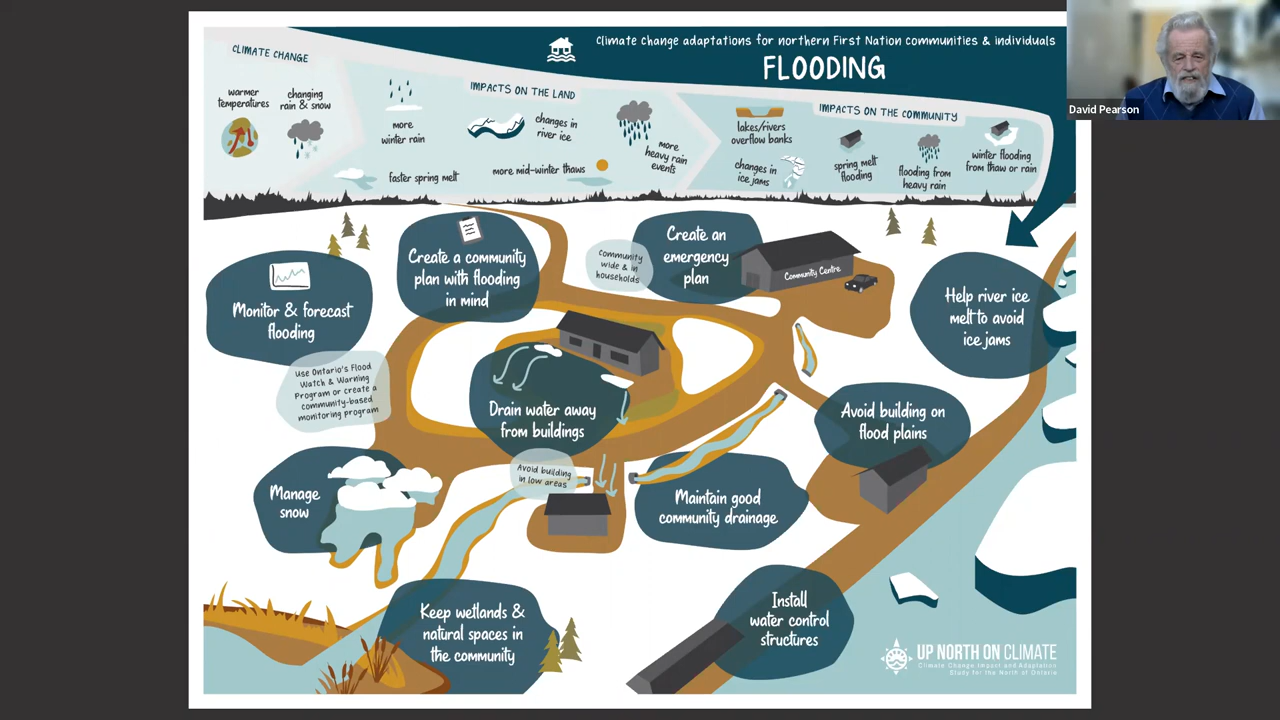 Climate change adaptations for northern First Nation communities & individuals
FLOODING
David Pearson
CLIMATE CHANGE
warmer
temperatures
changing
rain & snow
IMPACTS ON THE LAND
more
winter rain
changes in
river ice
faster spring melt
more mid-winter thaws
more
heavy rain
events
IMPACTS ON THE COMMUNITY
lakes/rivers
overflow banks
changes in
ice jams
spring melt
flooding
flooding from
heavy rain
winter flooding
from thaw or rain
Monitor & forecast
flooding
Use Ontario's Flood
Watch & Warning
Program or create a
community-based
monitoring program
Create a community
plan with flooding
in mind
Community
wide & in
households
Create an
emergency
plan
Community Centre
Help river ice
melt to avoid
ice jams
Drain water away
from buildings
Avoid building on
flood plains
Manage
snow
Avoid building
in low areas
Maintain good
community drainage
Keep wetlands &
natural spaces in
the community
Install
water control
structures
UP NORTH ON CLIMATE
Climate Change Impact and Adaptation
Study for the North of Ontario